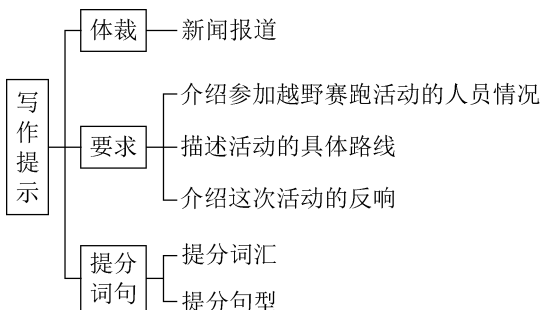 写作提示
体裁
新闻报道
要求
介绍参加越野赛跑活动的人员情况
描述活动的具体路线
介绍这次活动的反响
提分词句
提分词汇
提分句型